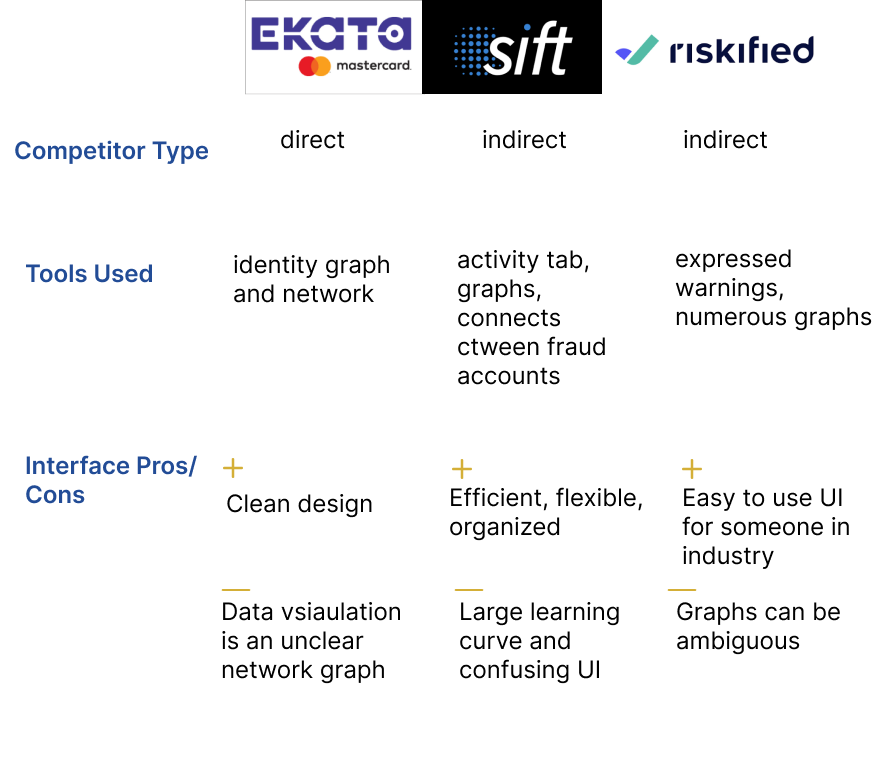 EKATA
mastercard.
sift
riskified
Competitor Type
direct
indirect
indirect
Tools Used
identity graph
and network
activity tab,
graphs,
connects
ctween fraud
accounts
expressed
warnings,
numerous graphs
Interface Pros/
Cons
+
Clean design
+
Efficient, flexible,
organized
+
Easy to use UI
for someone in
industry
—
Data vsiaulation
is an unclear
network graph
—
Large learning
curve and
confusing UI
—
Graphs can be
ambiguous